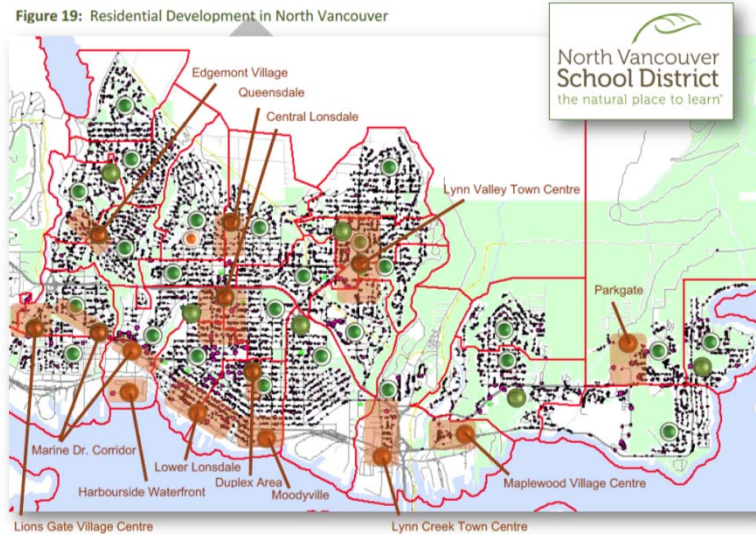 Figure 19: Residential Development in North Vancouver
North Vancouver
School District
the natural place to learn®
Edgemont Village
Queensdale
Central Lonsdale
Lynn Valley Town Centre
Parkgate
Marine Dr. Corridor
Lower Lonsdale
Duplex Area
Harbourside Waterfront
Moodyville
Maplewood Village Centre
Lions Gate Village Centre
Lynn Creek Town Centre